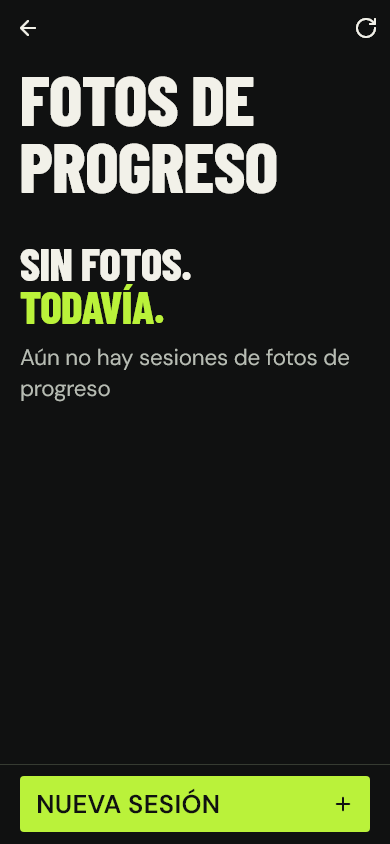 FOTOS DE
PROGRESO
SIN FOTOS.
TODAVÍA.
Aún no hay sesiones de fotos de
progreso
NUEVA SESIÓN +